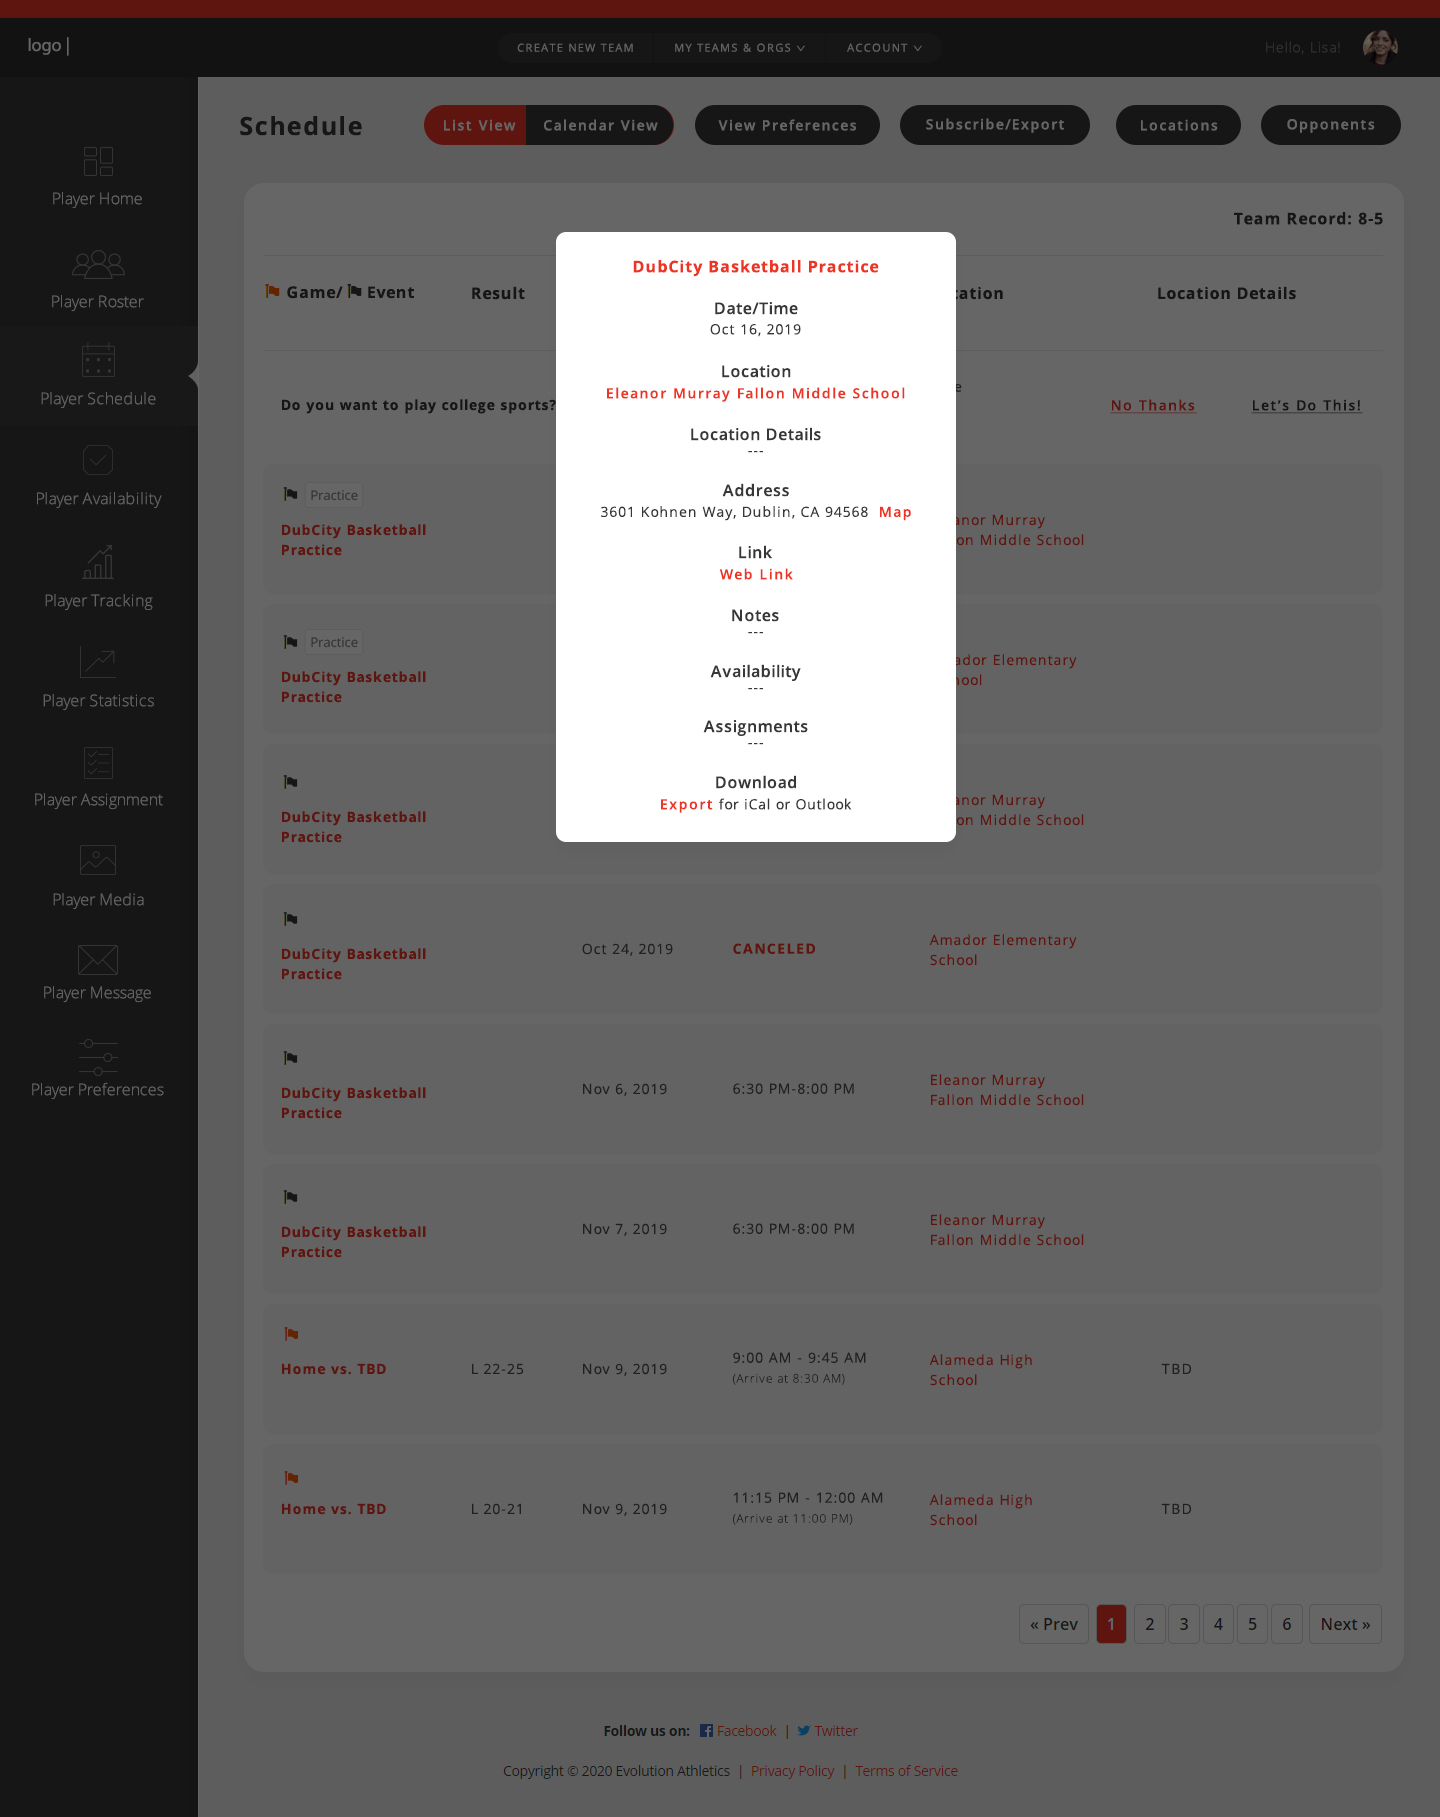 logo |
CREATE NEW TEAM
MY TEAMS & ORGS
ACCOUNT
Hello, Lisa!
Player Home
Player Roster
Player Schedule
Player Availability
Player Tracking
Player Statistics
Player Assignment
Player Media
Player Message
Player Preferences
Schedule
List View
Calendar View
View Preferences
Subscribe/Export
Locations
Opponents
Team Record: 8-5
Game/ Event
Result
cation
Location Details
Do you want to play college sports?
e
No Thanks
Let's Do This!
Practice
DubCity Basketball
Practice
anor Murray
on Middle School
Practice
DubCity Basketball
Practice
ador Elementary
hool
DubCity Basketball
Practice
anor Murray
on Middle School
DubCity Basketball
Practice
Oct 24, 2019
CANCELED
Amador Elementary
School
DubCity Basketball
Practice
Nov 6, 2019
6:30 PM-8:00 PM
Eleanor Murray
Fallon Middle School
DubCity Basketball
Practice
Nov 7, 2019
6:30 PM-8:00 PM
Eleanor Murray
Fallon Middle School
Home vs. TBD
L 22-25
Nov 9, 2019
9:00 AM - 9:45 AM
(Arrive at 8:30 AM)
Alameda High
School
TBD
Home vs. TBD
L 20-21
Nov 9, 2019
11:15 PM - 12:00 AM
(Arrive at 11:00 PM)
Alameda High
School
TBD
« Prev 1 2 3 4 5 6 Next »
DubCity Basketball Practice
Date/Time
Oct 16, 2019
Location
Eleanor Murray Fallon Middle School
Location Details
---
Address
3601 Kohnen Way, Dublin, CA 94568 Map
Link
Web Link
Notes
---
Availability
---
Assignments
---
Download
Export for iCal or Outlook
Follow us on: Facebook | Twitter
Copyright © 2020 Evolution Athletics | Privacy Policy | Terms of Service